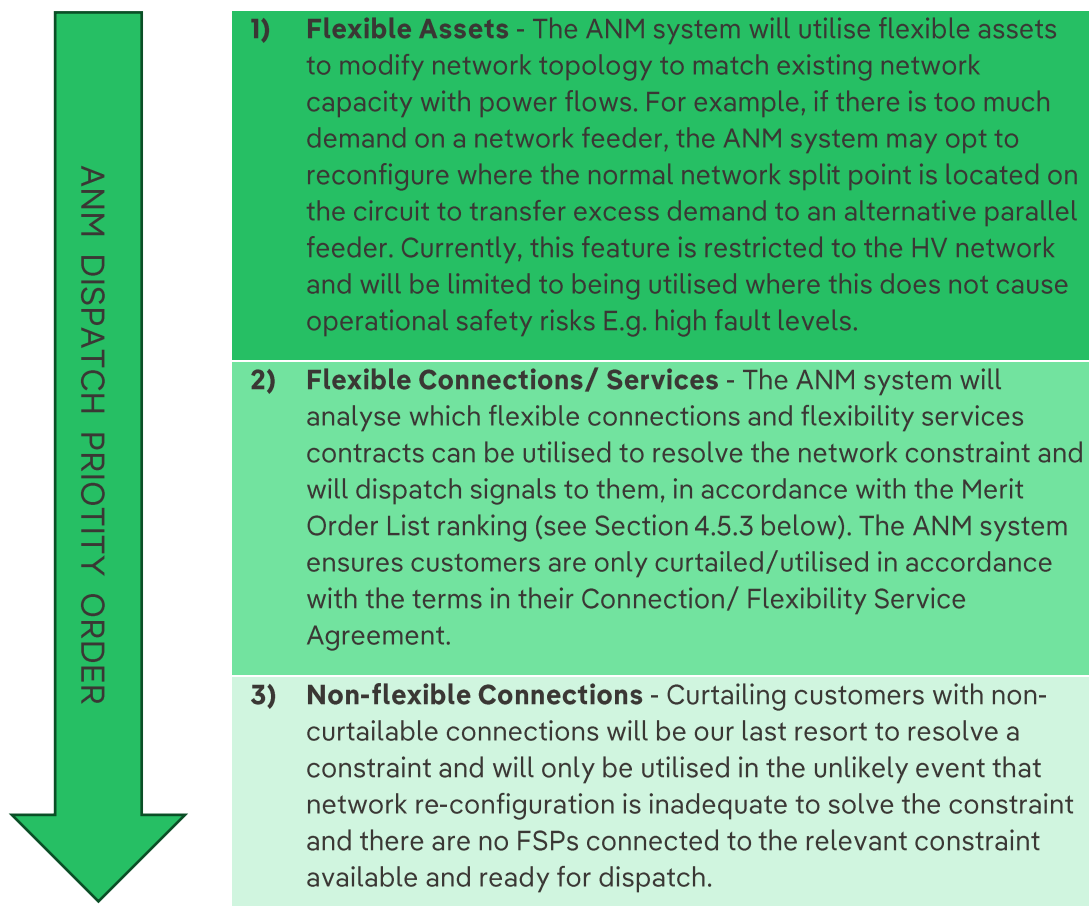 ANM DISPATCH PRIOTITY ORDER
1) Flexible Assets - The ANM system will utilise flexible assets
to modify network topology to match existing network
capacity with power flows. For example, if there is too much
demand on a network feeder, the ANM system may opt to
reconfigure where the normal network split point is located on
the circuit to transfer excess demand to an alternative parallel
feeder. Currently, this feature is restricted to the HV network
and will be limited to being utilised where this does not cause
operational safety risks E.g. high fault levels.
2) Flexible Connections/ Services - The ANM system will
analyse which flexible connections and flexibility services
contracts can be utilised to resolve the network constraint and
will dispatch signals to them, in accordance with the Merit
Order List ranking (see Section 4.5.3 below). The ANM system
ensures customers are only curtailed/utilised in accordance
with the terms in their Connection/ Flexibility Service
Agreement.
3) Non-flexible Connections - Curtailing customers with non-
curtailable connections will be our last resort to resolve a
constraint and will only be utilised in the unlikely event that
network re-configuration is inadequate to solve the constraint
and there are no FSPs connected to the relevant constraint
available and ready for dispatch.